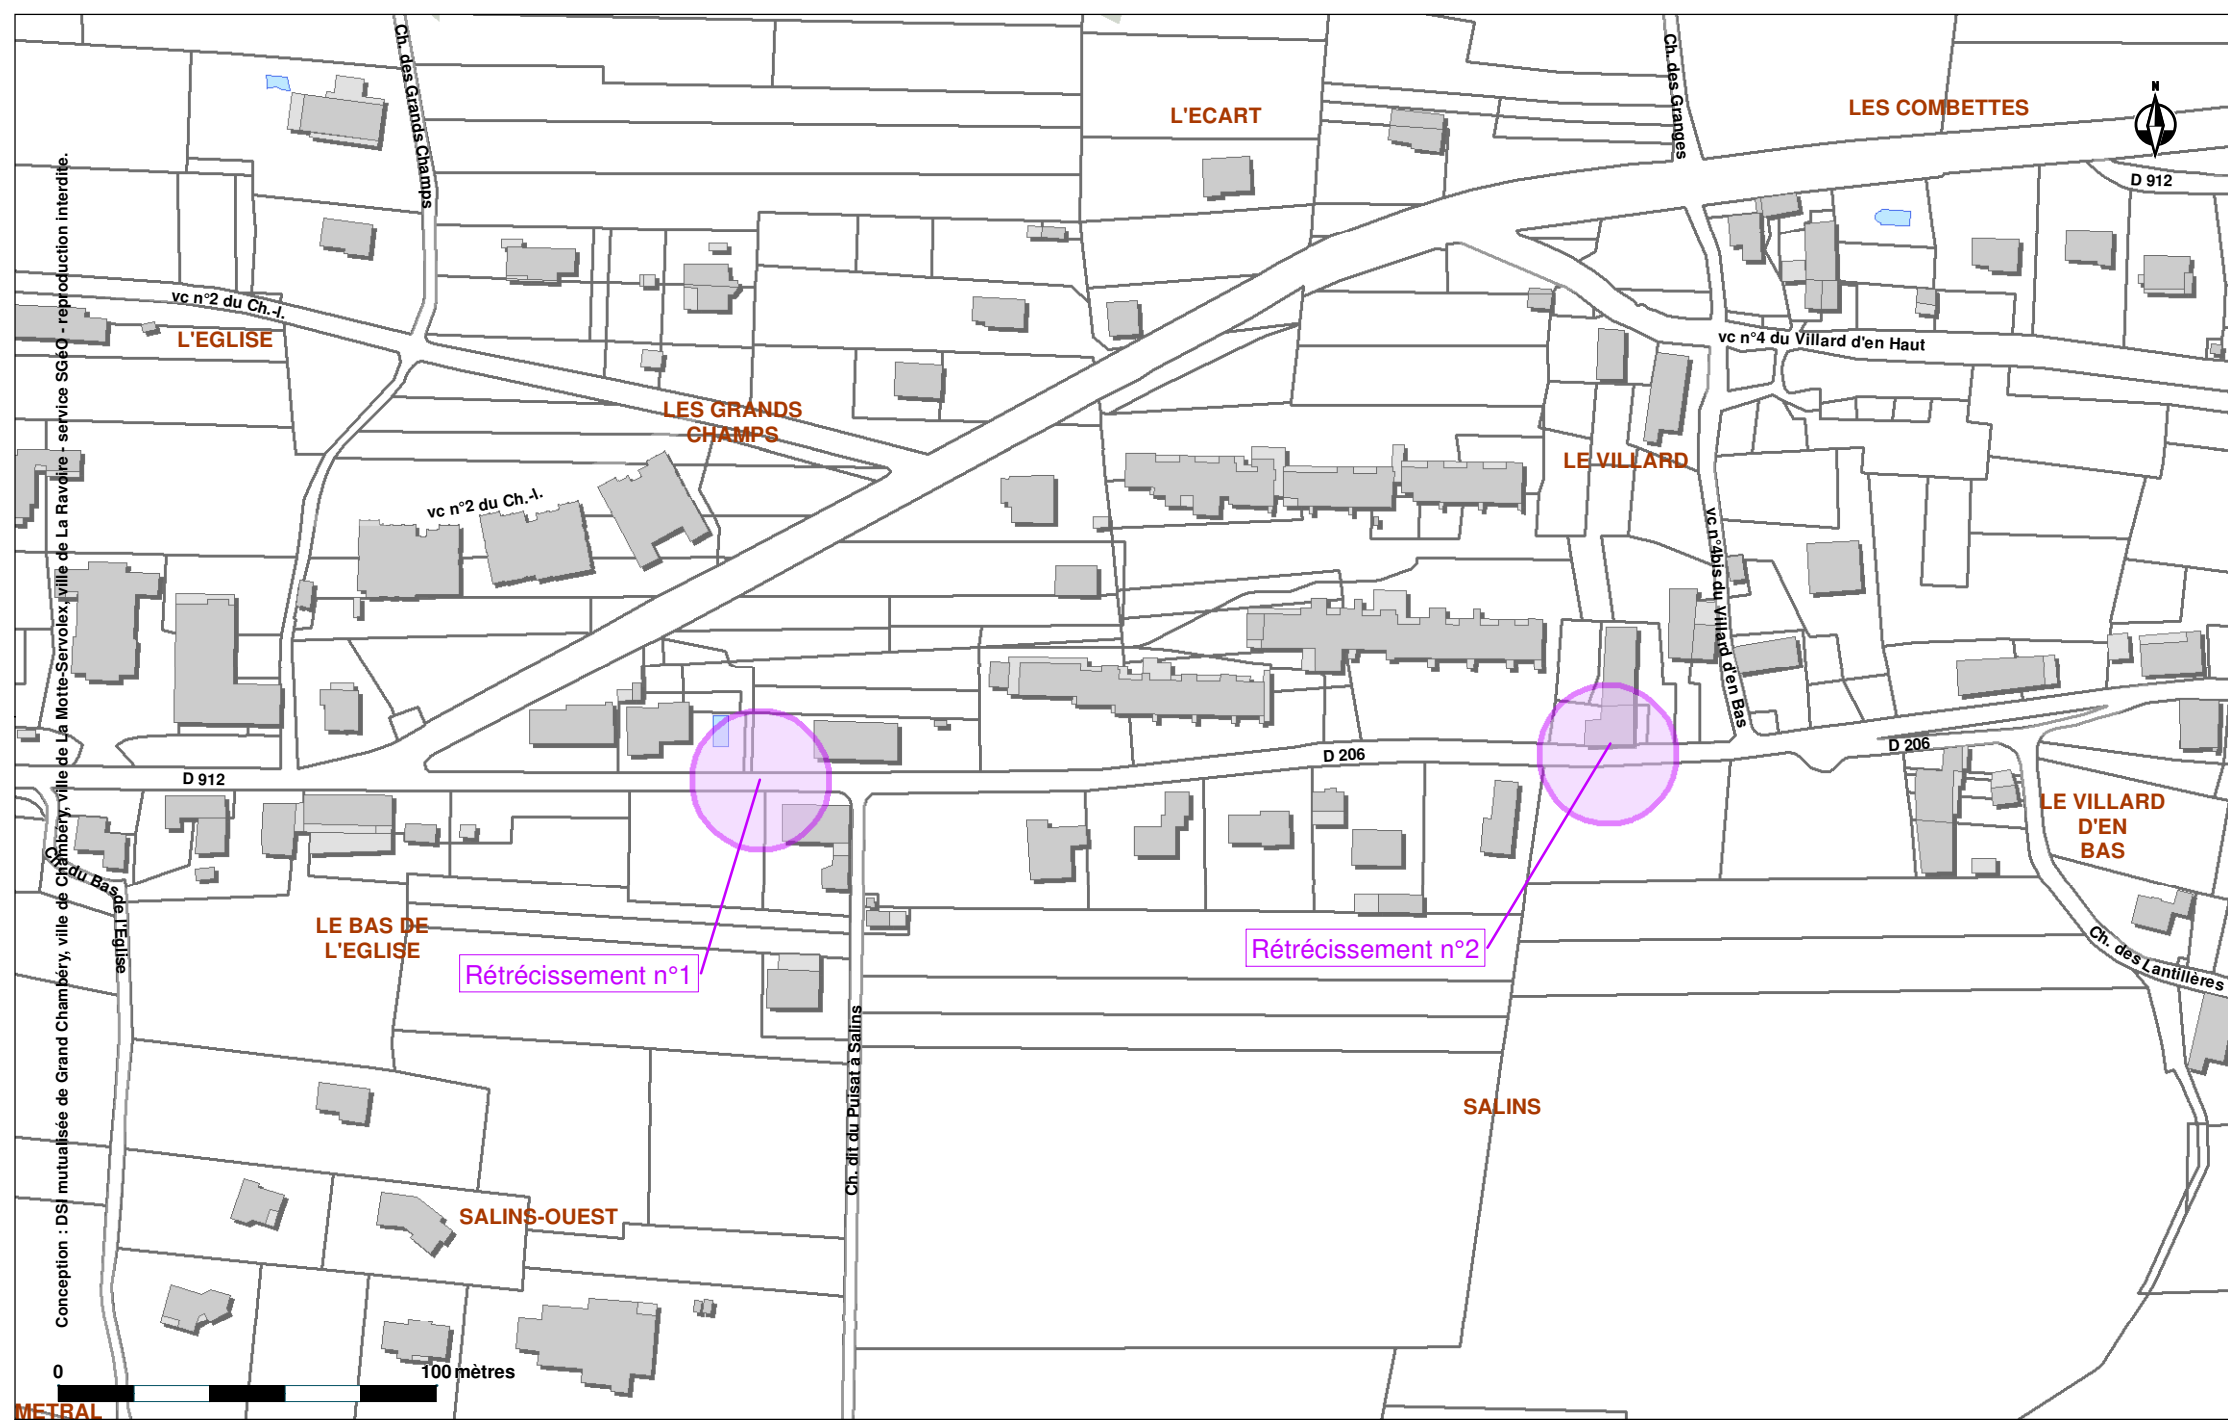 Ch. des Grands Champs
Ch. des Granges
L'ECART
LES COMBETTES
N
D 912
vc n°2 du Ch.-l.
L'EGLISE
vc n°4 du Villard d'en Haut
LES GRANDS
CHAMPS
LE VILLARD
vc n°2 du Ch.-l.
vc n°4bis du Villard d'en Bas
D 206
D 206
D 912
LE VILLARD
D'EN
BAS
Ch. du Bas de l'Eglise
LE BAS DE
L'EGLISE
Rétrécissement n°1
Rétrécissement n°2
Ch. des Lantillères
Ch. dit du Puisat à Salins
SALINS
SALINS-OUEST
Conception : DSI mutualisée de Grand Chambéry, ville de Chambéry, ville de La Motte-Servolex, ville de La Ravoire - service SGéO - reproduction interdite.
0
100 mètres
METRAL